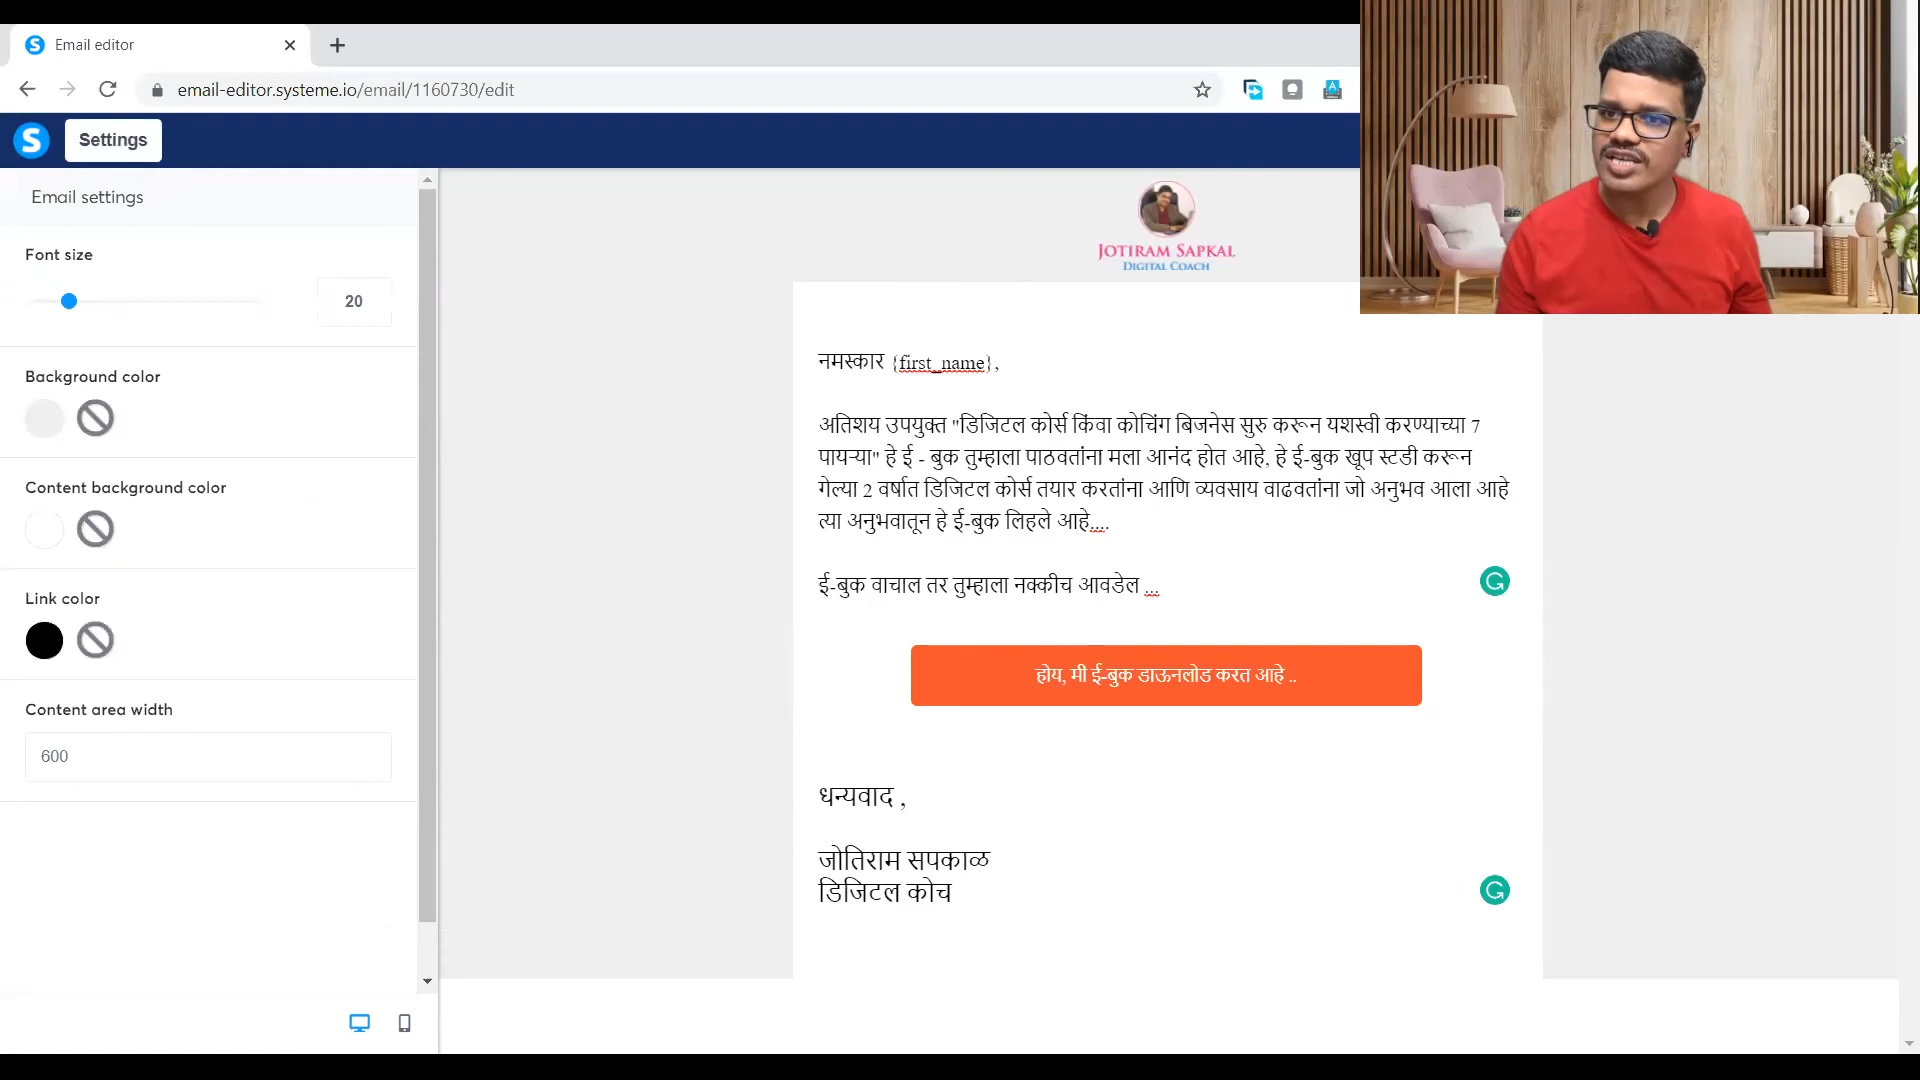 Email editor
email-editor.systeme.io/email/1160730/edit
S Settings
Email settings
Font size
20
Background color
Content background color
Link color
Content area width
600
JOTIRAM SAPKAL
DIGITAL COACH
नमस्कार {first_name},
अतिशय उपयुक्त "डिजिटल कोर्स किंवा कोचिंग बिजनेस सुरु करून यशस्वी करण्याच्या 7
पायऱ्या" हे ई - बुक तुम्हाला पाठवतांना मला आनंद होत आहे, हे ई-बुक खूप स्टडी करून
गेल्या 2 वर्षात डिजिटल कोर्स तयार करतांना आणि व्यवसाय वाढवतांना जो अनुभव आला आहे
त्या अनुभवातून हे ई-बुक लिहले आहे....
ई-बुक वाचाल तर तुम्हाला नक्कीच आवडेल ...
होय, मी ई-बुक डाऊनलोड करत आहे ..
धन्यवाद ,
जोतिराम सपकाळ
डिजिटल कोच